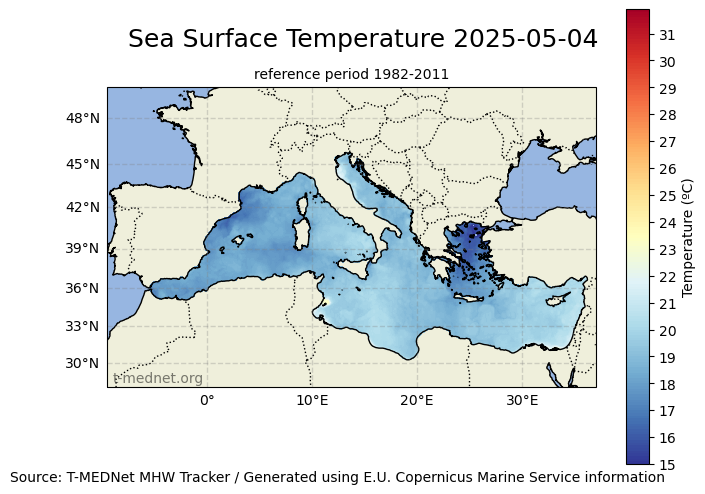 Sea Surface Temperature 2025-05-04
reference period 1982-2011
48°N
45°N
42°N
39°N
36°N
33°N
30°N
t-mednet.org
0°
10°E
20°E
30°E
31
30
29
28
27
26
25
24
23
22
21
20
19
18
17
16
15
Temperature (ºC)
Source: T-MEDNet MHW Tracker / Generated using E.U. Copernicus Marine Service information